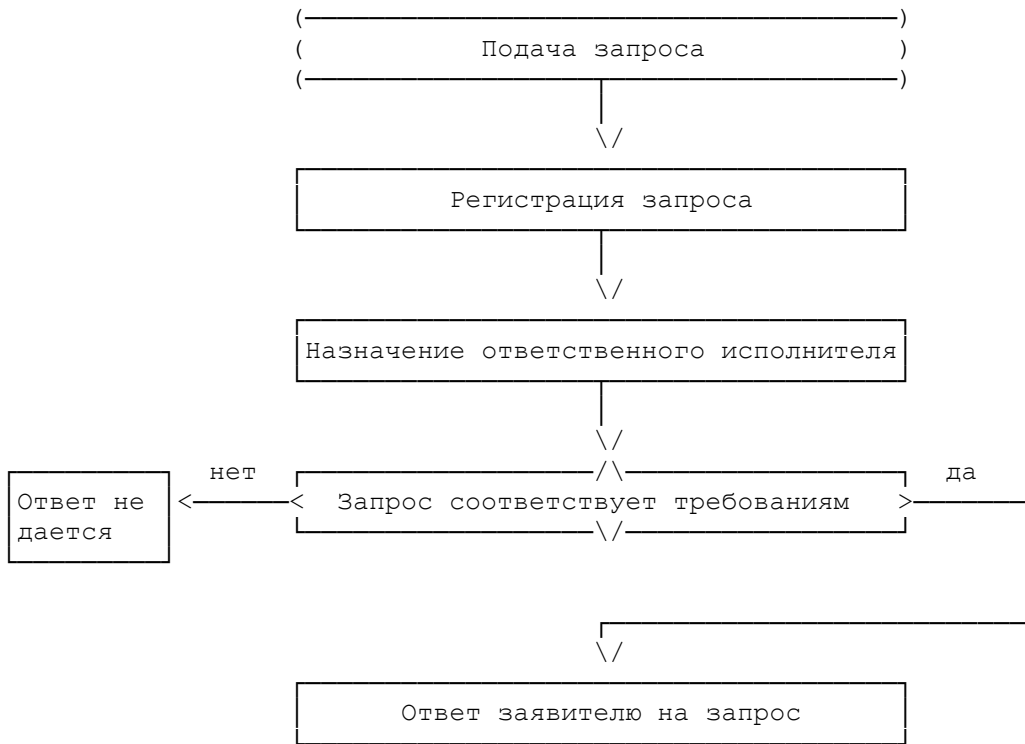 Подача запроса
Регистрация запроса
Назначение ответственного исполнителя
нет
да
Ответ не
дается
Запрос соответствует требованиям
Ответ заявителю на запрос